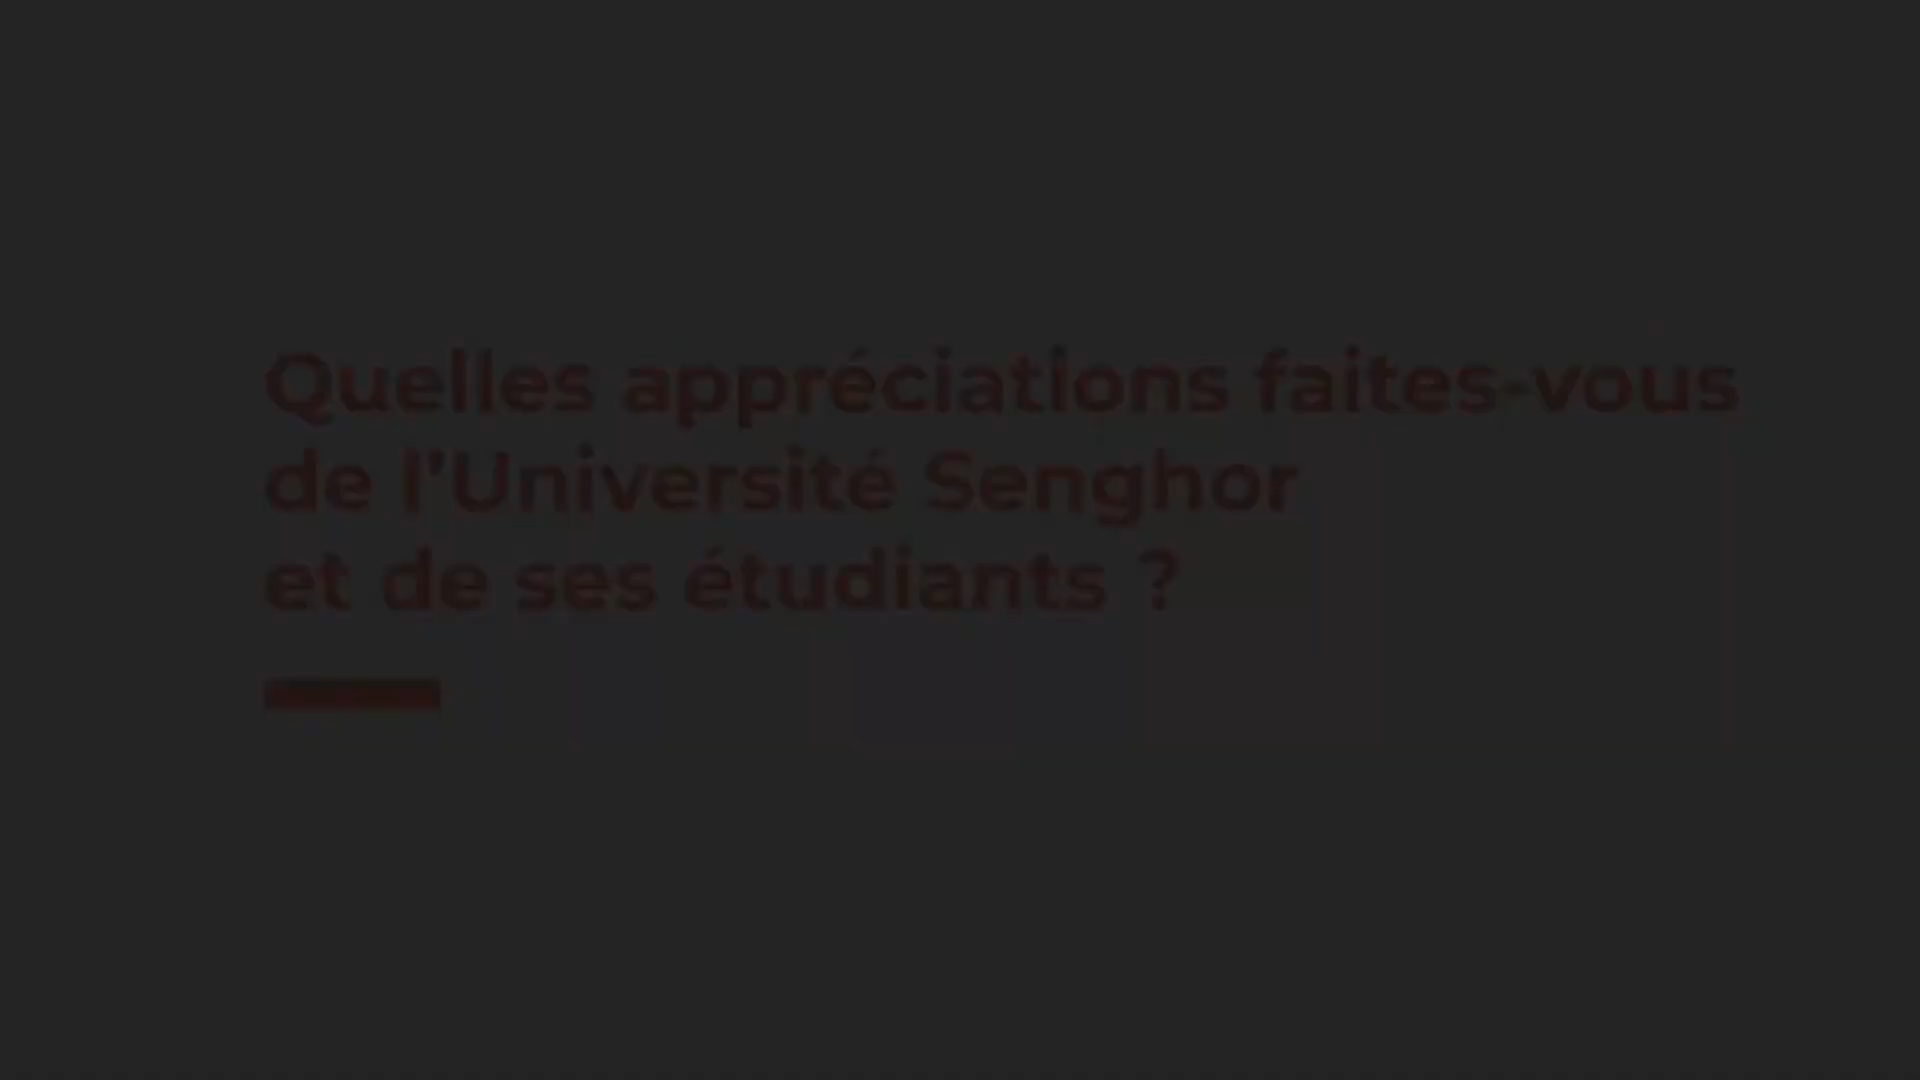 Quelles appréciations faites-vous
de l'Université Senghor
et de ses étudiants ?